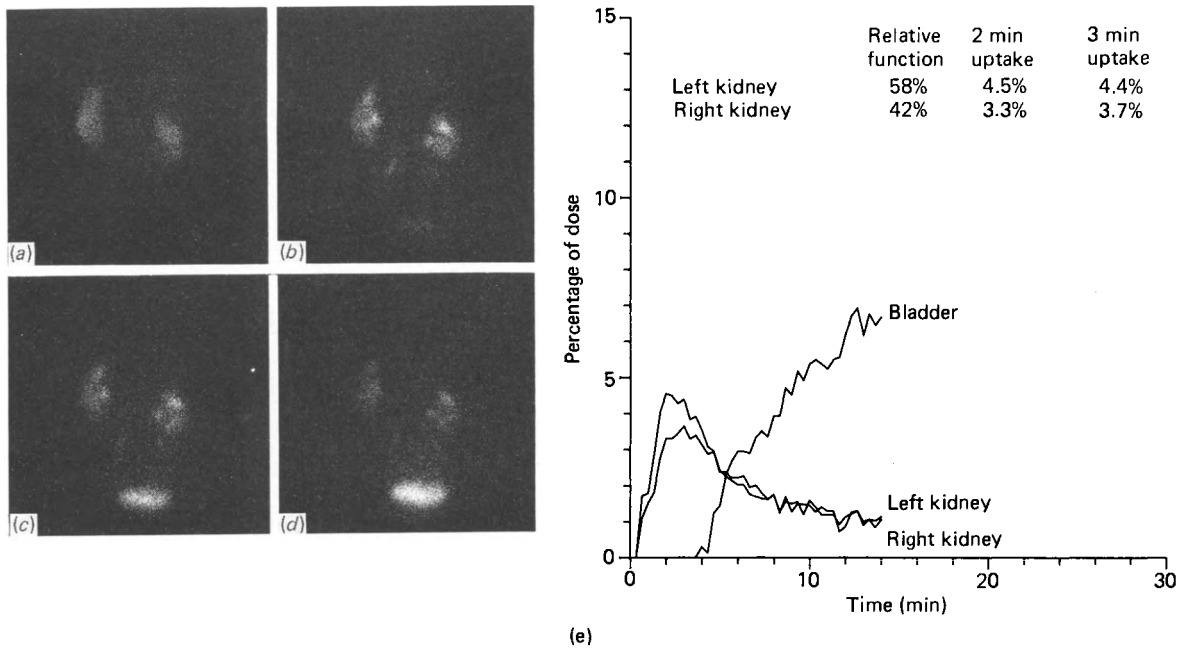 (a)
(b)
(c)
(d)
15
10
5
0
Percentage of dose
Relative function
2 min uptake
3 min uptake
Left kidney 58% 4.5% 4.4%
Right kidney 42% 3.3% 3.7%
Bladder
Left kidney
Right kidney
0 10 20 30
Time (min)
(e)